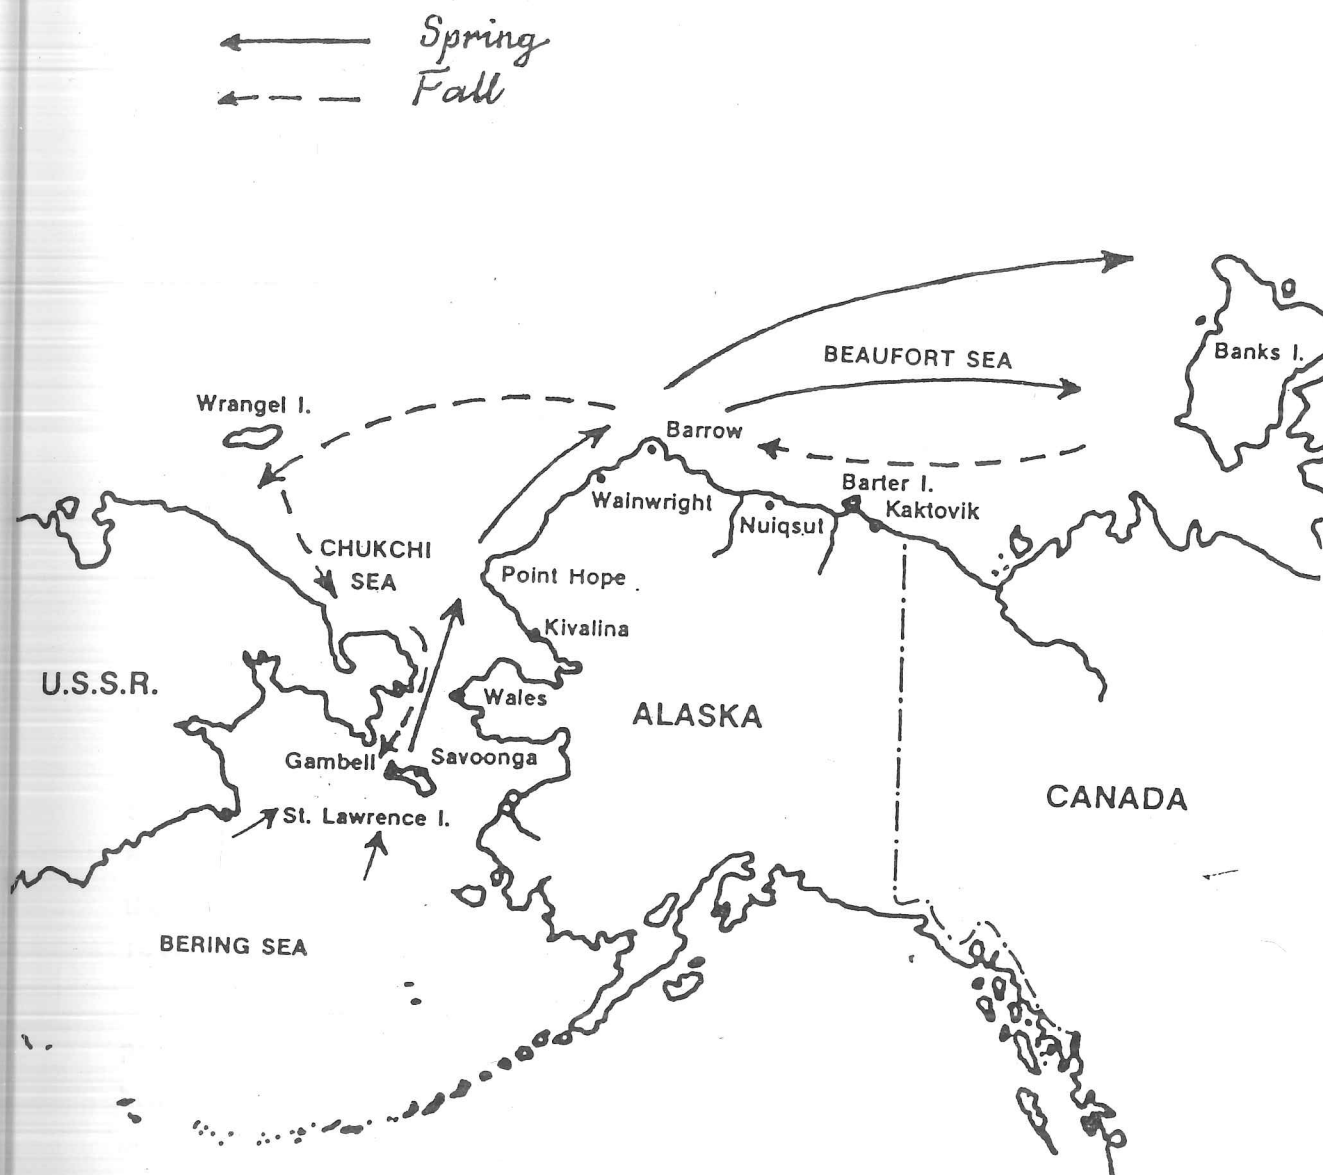 Spring
Fall
BEAUFORT SEA
Banks I.
Wrangel I.
Barrow
Barter I.
Wainwright
Nuiqsut
Kaktovik
CHUKCHI
SEA
Point Hope
Kivalina
U.S.S.R.
Wales
ALASKA
Gambell
Savoonga
CANADA
St. Lawrence I.
BERING SEA